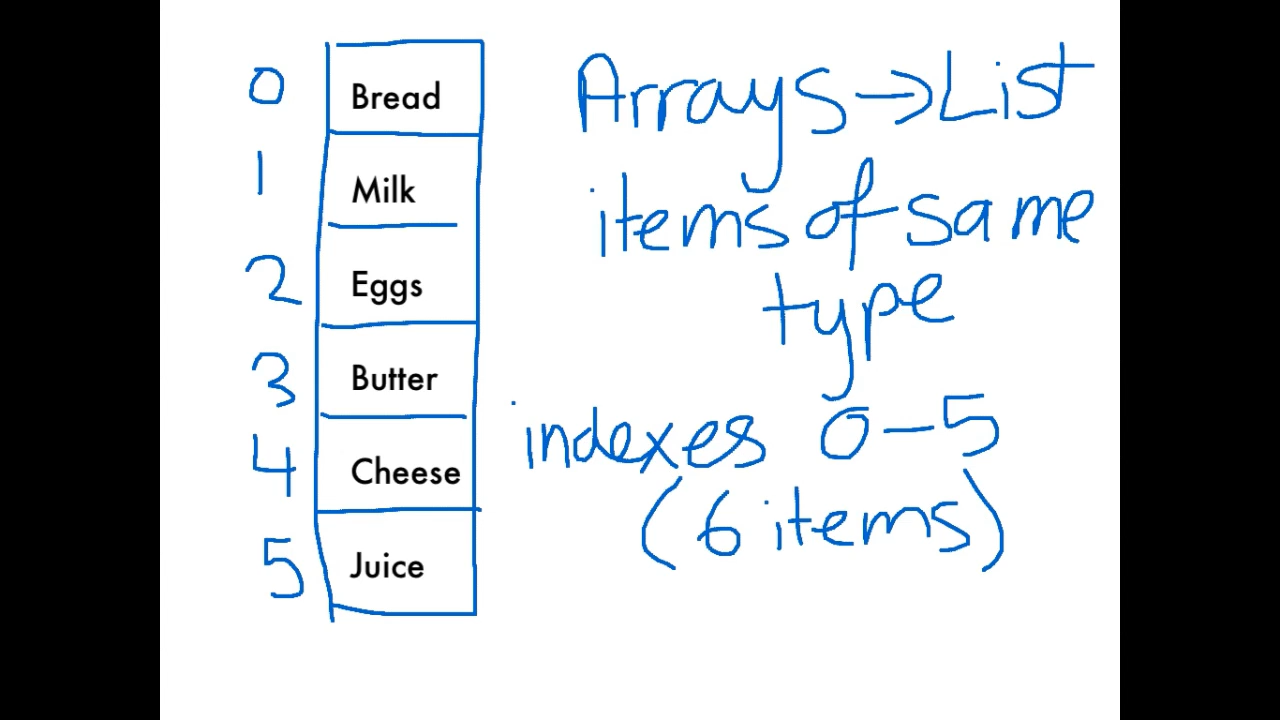 0 Bread
1 Milk
2 Eggs
3 Butter
4 Cheese
5 Juice
Arrays → List
items of same
type
indexes 0-5
(6 items)